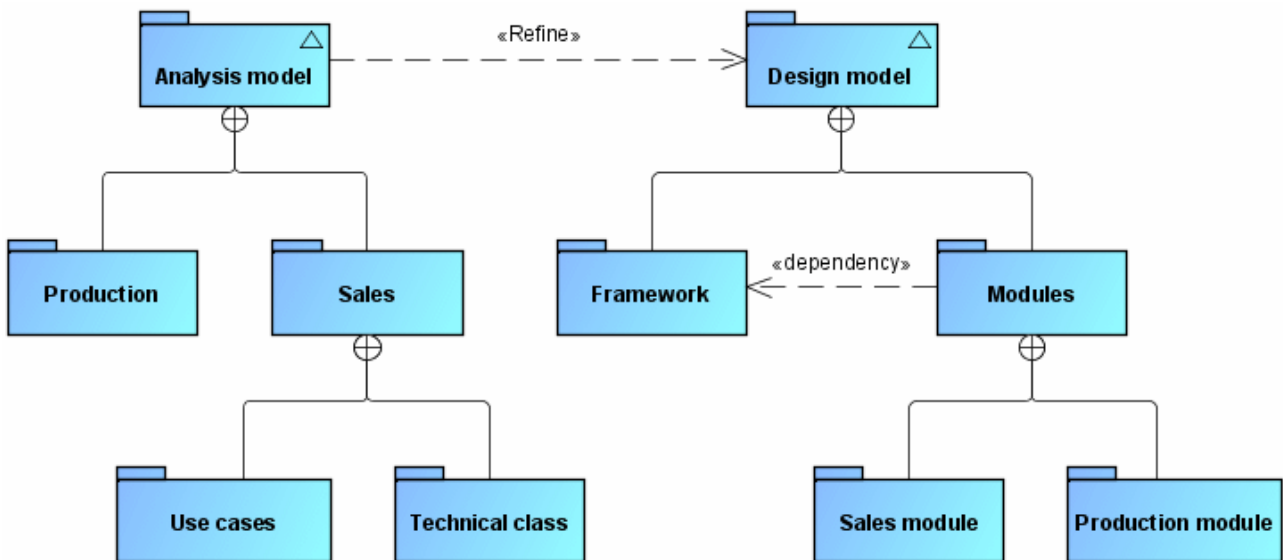 «Refine»
Analysis model
Design model
Production
Sales
Framework
«dependency»
Modules
Use cases
Technical class
Sales module
Production module